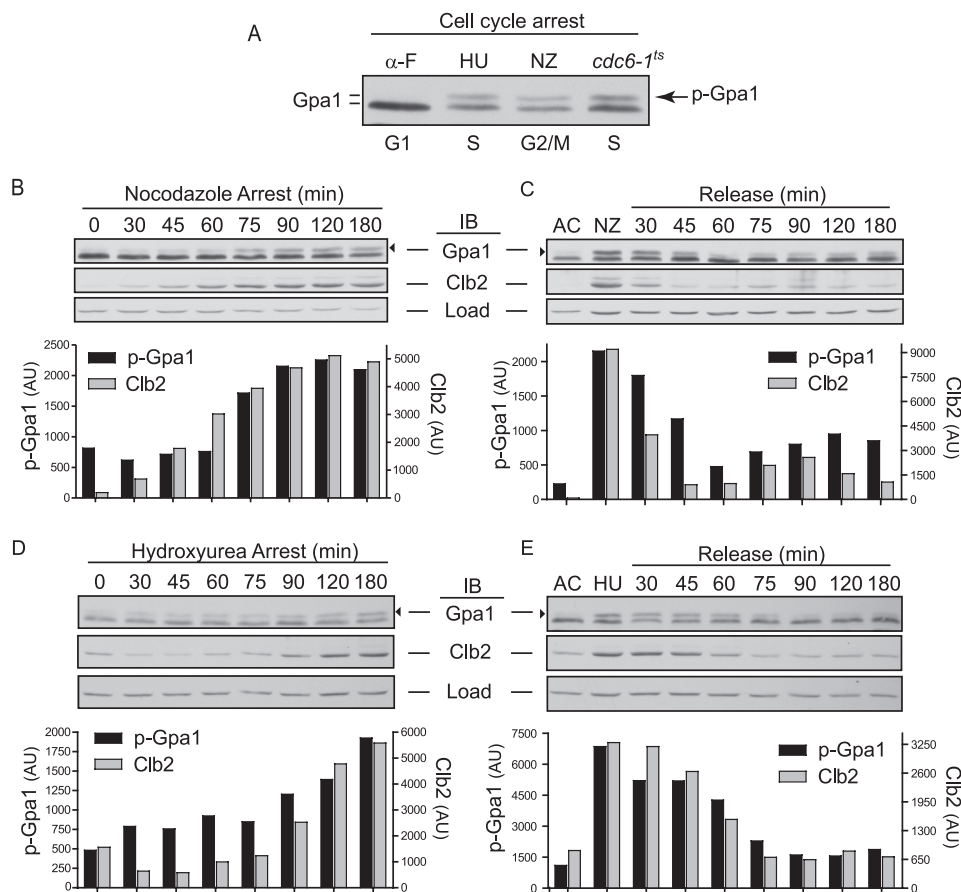 A
Cell cycle arrest
α-F HU NZ cdc6-1ts
Gpa1 p-Gpa1
G1 S G2/M S
B
Nocodazole Arrest (min)
0 30 45 60 75 90 120 180
C
Release (min)
AC NZ 30 45 60 75 90 120 180
IB
Gpa1
Clb2
Load
p-Gpa1 (AU)
2500
2000
1500
1000
500
0
p-Gpa1
Clb2
5000
4000
3000
2000
1000
0
Clb2 (AU)
p-Gpa1 (AU)
2000
1500
1000
500
0
p-Gpa1
Clb2
9000
7500
6000
4500
3000
1500
0
Clb2 (AU)
D
Hydroxyurea Arrest (min)
0 30 45 60 75 90 120 180
E
Release (min)
AC HU 30 45 60 75 90 120 180
IB
Gpa1
Clb2
Load
p-Gpa1 (AU)
2000
1750
1500
1250
1000
750
500
250
0
p-Gpa1
Clb2
6000
5000
4000
3000
2000
1000
0
Clb2 (AU)
p-Gpa1 (AU)
7500
6000
4500
3000
1500
0
p-Gpa1
Clb2
3250
2600
1950
1300
650
0
Clb2 (AU)